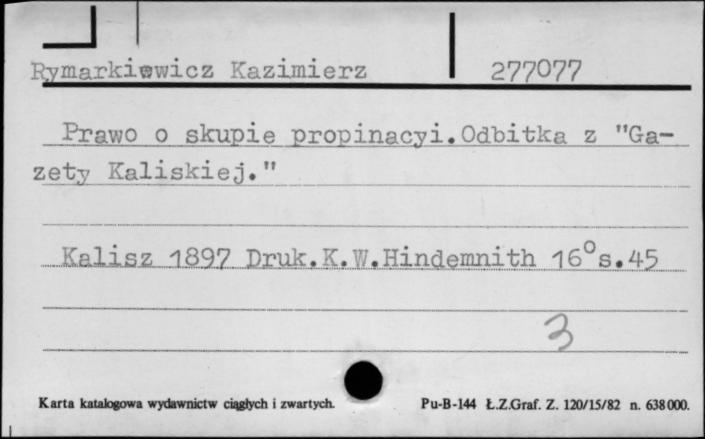 Rymarkiewicz Kazimierz 277077
Prawo o skupie propinacyi.Odbitka z "Ga-
zety Kaliskiej."
Kalisz 1897 Druk.K.W.Hindemnith 16° s.45
3
Karta katalogowa wydawnictw ciągłych i zwartych. Pu-B-144 Ł.Z.Graf. Z. 120/15/82 n. 638000.